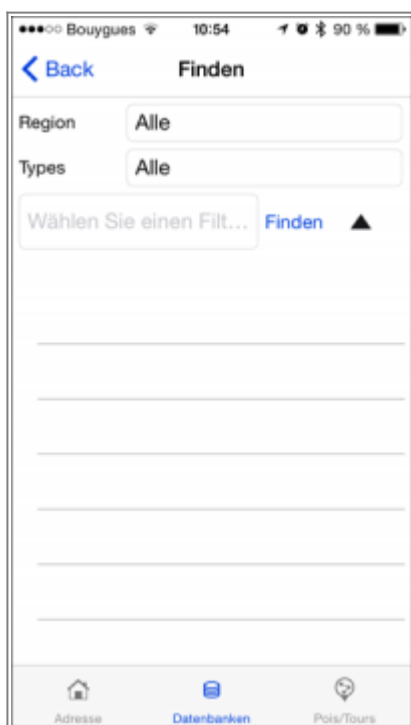 ●●●○○ Bouygues 10:54 90 %
Back Finden
Region Alle
Types Alle
Wählen Sie einen Filt... Finden ▲
Adresse Datenbanken Pois/Tours